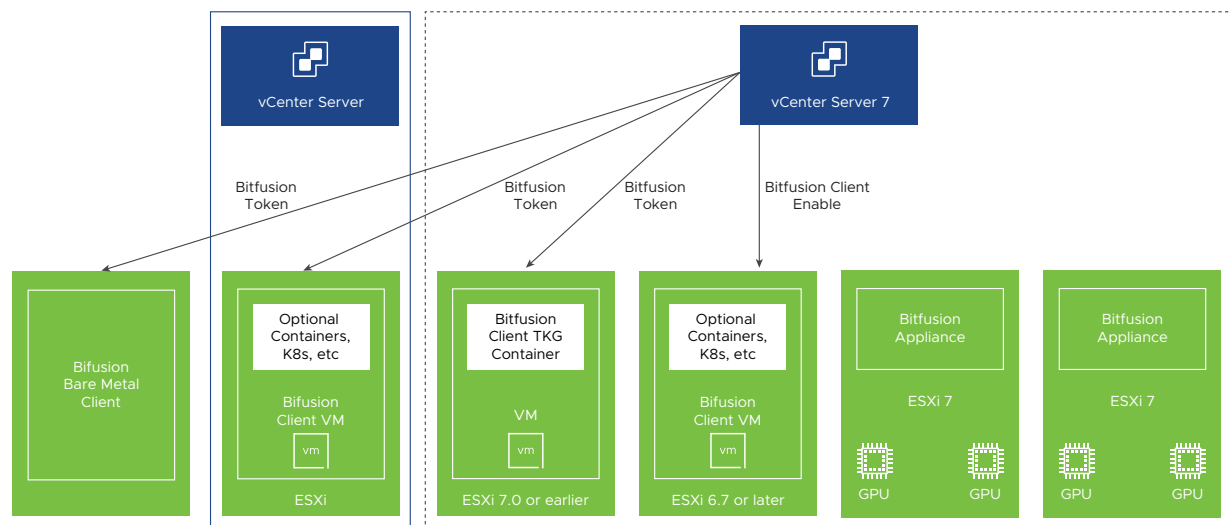 vCenter Server
vCenter Server 7
Bitfusion
Token
Bitfusion
Token
Bitfusion
Token
Bitfusion Client
Enable
Bifusion
Bare Metal
Client
Optional
Containers,
K8s, etc
Bifusion
Client VM
vm
ESXi
Bitfusion
Client TKG
Container
VM
vm
ESXi 7.0 or earlier
Optional
Containers,
K8s, etc
Bifusion
Client VM
vm
ESXi 6.7 or later
Bitfusion
Appliance
ESXi 7
GPU
GPU
Bitfusion
Appliance
ESXi 7
GPU
GPU